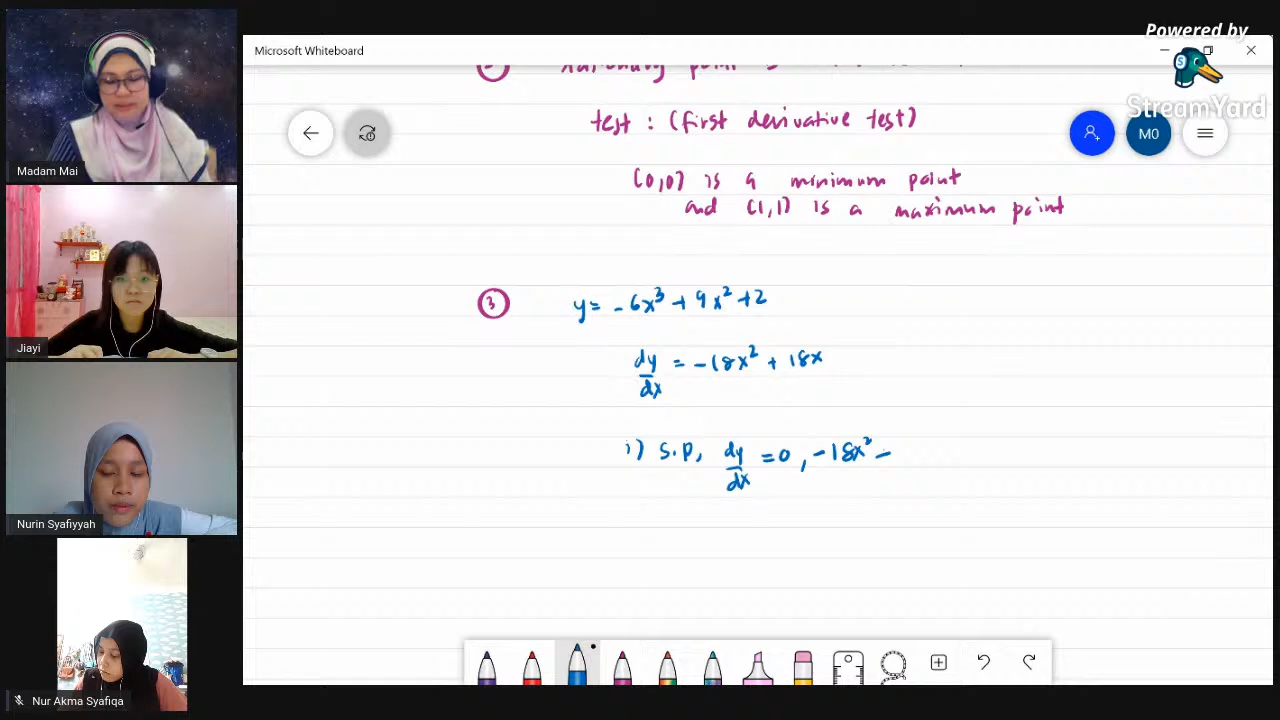 Powered by
StreamYard
Microsoft Whiteboard
point
test : (first derivative test)
M0
(0,0) is a minimum point
and (1,1) is a maximum point
3 y = -6x³ + 9x² + 2
dy/dx = -18x² + 18x
i) s.p, dy/dx = 0, -18x² -
Madam Mai
Jiayi
Nurin Syafiyyah
Nur Akma Syafiqa